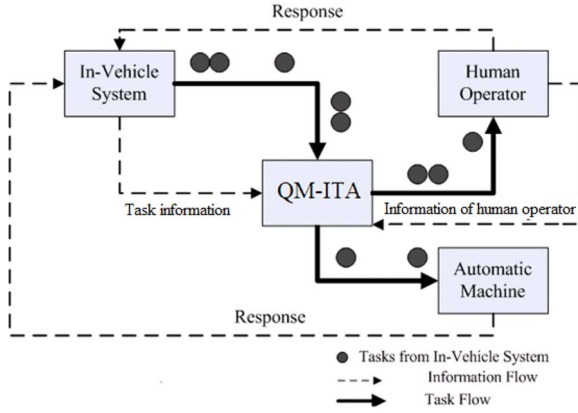 Response
In-Vehicle
System
Human
Operator
QM-ITA
Task information
Information of human operator
Automatic
Machine
Response
Tasks from In-Vehicle System
Information Flow
Task Flow